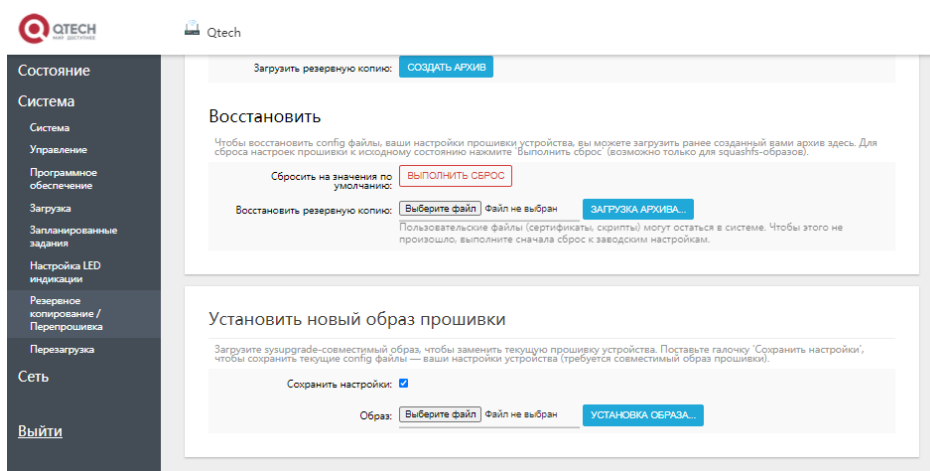 QTECH
МИР ДОСТУПНЕЕ
Qtech
Состояние
Система
Система
Управление
Программное
обеспечение
Загрузка
Запланированные
задания
Настройка LED
индикации
Резервное
копирование /
Перепрошивка
Перезагрузка
Сеть
Выйти
Загрузить резервную копию: СОЗДАТЬ АРХИВ
Восстановить
Чтобы восстановить config файлы, ваши настройки прошивки устройства, вы можете загрузить ранее созданный вами архив здесь. Для
сброса настроек прошивки к исходному состоянию нажмите 'Выполнить сброс' (возможно только для squashfs-образов).
Сбросить на значения по
умолчанию: ВЫПОЛНИТЬ СБРОС
Восстановить резервную копию: Выберите файл Файл не выбран ЗАГРУЗКА АРХИВА...
Пользовательские файлы (сертификаты, скрипты) могут остаться в системе. Чтобы этого не
произошло, выполните сначала сброс к заводским настройкам.
Установить новый образ прошивки
Загрузите sysupgrade-совместимый образ, чтобы заменить текущую прошивку устройства. Поставьте галочку 'Сохранить настройки',
чтобы сохранить текущие config файлы — ваши настройки устройства (требуется совместимый образ прошивки).
Сохранить настройки:
Образ: Выберите файл Файл не выбран УСТАНОВКА ОБРАЗА...